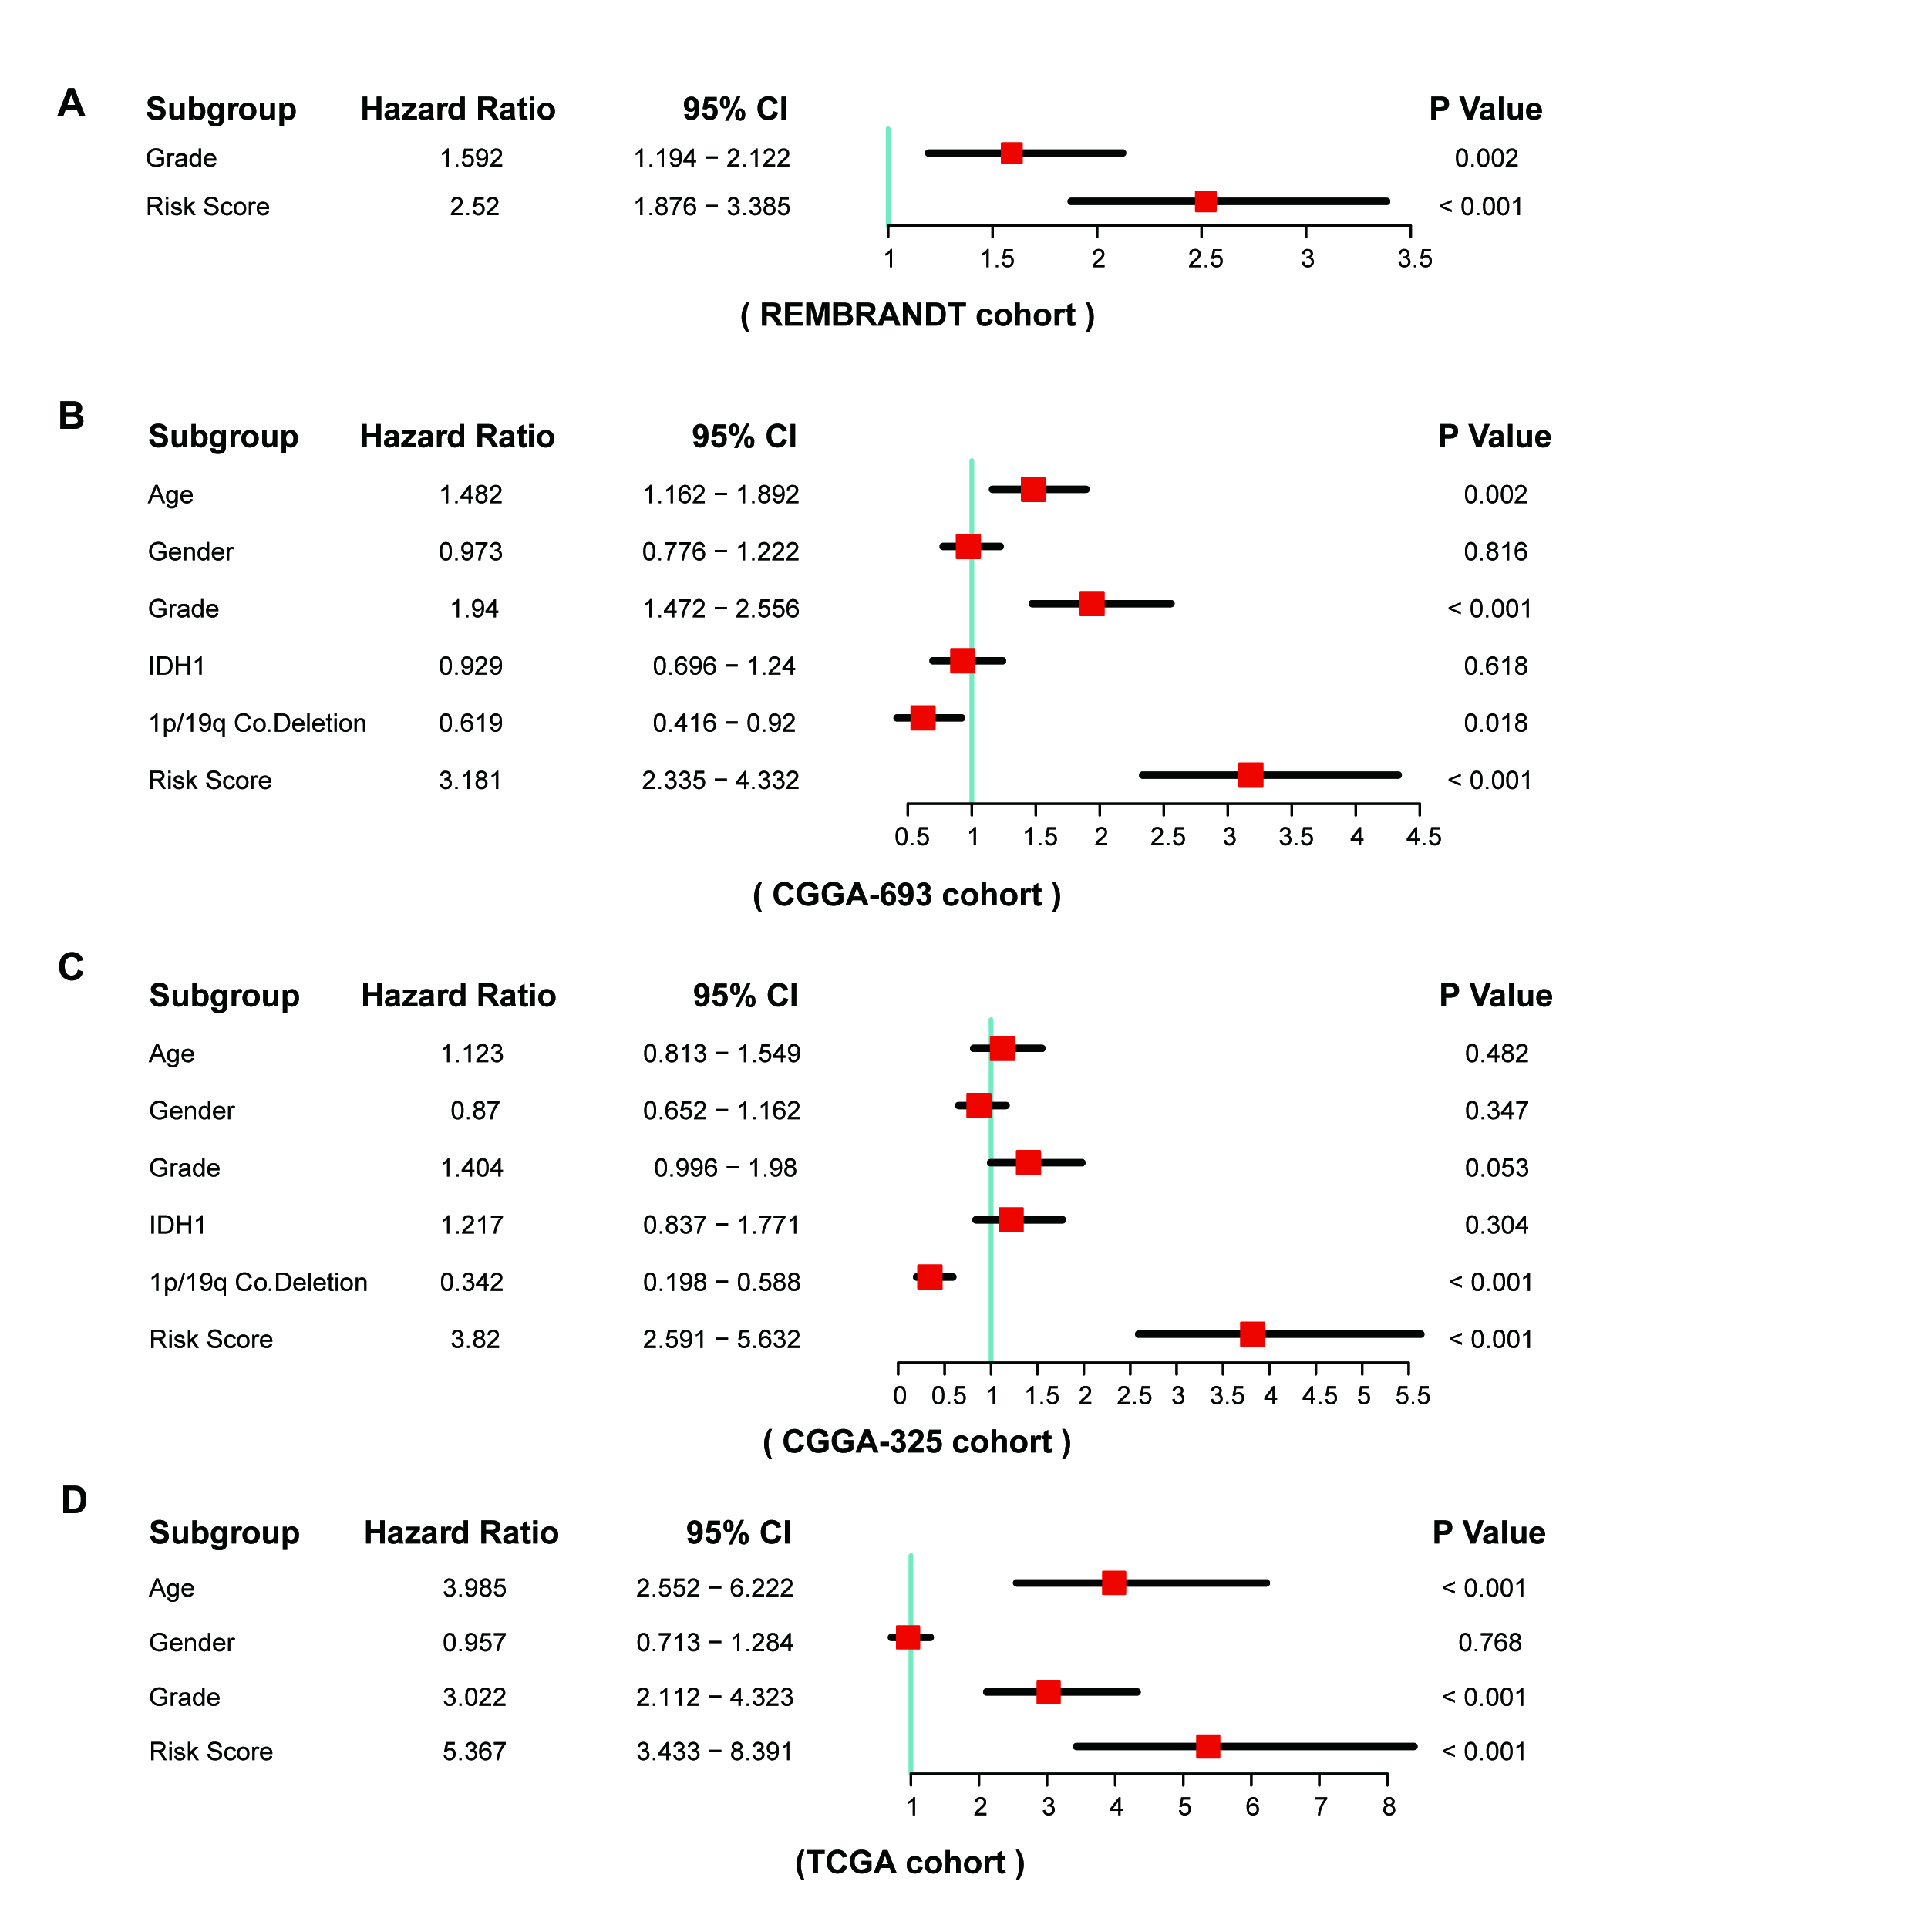 A
Subgroup Hazard Ratio 95% CI P Value
Grade 1.592 1.194 − 2.122 0.002
Risk Score 2.52 1.876 − 3.385 < 0.001
1 1.5 2 2.5 3 3.5
( REMBRANDT cohort )
B
Subgroup Hazard Ratio 95% CI P Value
Age 1.482 1.162 − 1.892 0.002
Gender 0.973 0.776 − 1.222 0.816
Grade 1.94 1.472 − 2.556 < 0.001
IDH1 0.929 0.696 − 1.24 0.618
1p/19q Co.Deletion 0.619 0.416 − 0.92 0.018
Risk Score 3.181 2.335 − 4.332 < 0.001
0.5 1 1.5 2 2.5 3 3.5 4 4.5
( CGGA-693 cohort )
C
Subgroup Hazard Ratio 95% CI P Value
Age 1.123 0.813 − 1.549 0.482
Gender 0.87 0.652 − 1.162 0.347
Grade 1.404 0.996 − 1.98 0.053
IDH1 1.217 0.837 − 1.771 0.304
1p/19q Co.Deletion 0.342 0.198 − 0.588 < 0.001
Risk Score 3.82 2.591 − 5.632 < 0.001
0 0.5 1 1.5 2 2.5 3 3.5 4 4.5 5 5.5
( CGGA-325 cohort )
D
Subgroup Hazard Ratio 95% CI P Value
Age 3.985 2.552 − 6.222 < 0.001
Gender 0.957 0.713 − 1.284 0.768
Grade 3.022 2.112 − 4.323 < 0.001
Risk Score 5.367 3.433 − 8.391 < 0.001
1 2 3 4 5 6 7 8
(TCGA cohort )